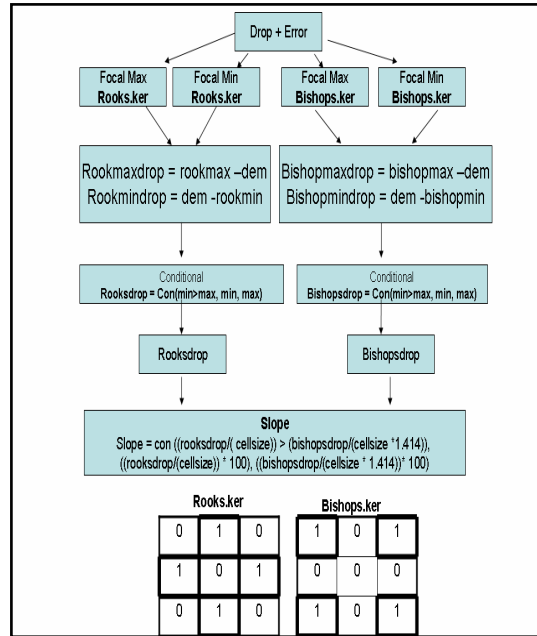 Drop + Error
Focal Max
Rooks.ker
Focal Min
Rooks.ker
Focal Max
Bishops.ker
Focal Min
Bishops.ker
Rookmaxdrop = rookmax –dem
Rookmindrop = dem -rookmin
Bishopmaxdrop = bishopmax –dem
Bishopmindrop = dem -bishopmin
Conditional
Rooksdrop = Con(min>max, min, max)
Conditional
Bishopsdrop = Con(min>max, min, max)
Rooksdrop
Bishopsdrop
Slope
Slope = con ((rooksdrop/( cellsize)) > (bishopsdrop/(cellsize *1.414)),
((rooksdrop/(cellsize)) * 100), ((bishopsdrop/(cellsize * 1.414))* 100)
Rooks.ker
0 1 0
1 0 1
0 1 0
Bishops.ker
1 0 1
0 0 0
1 0 1